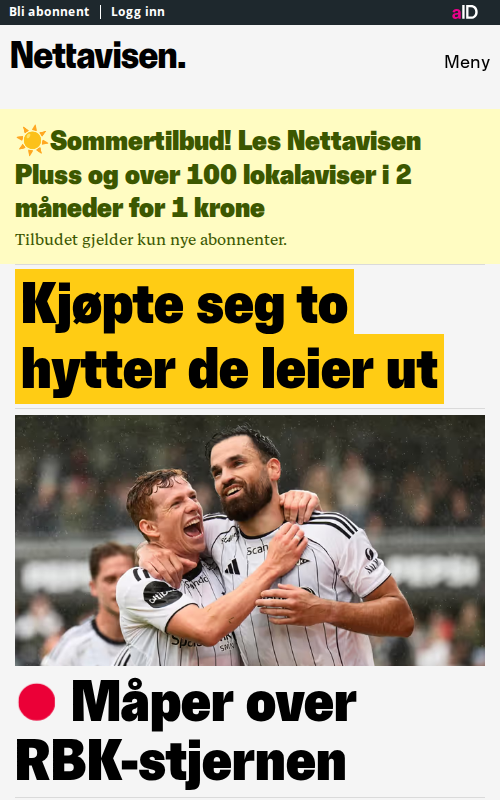 Bli abonnent | Logg inn
aID
Nettavisen.
Meny
☀️Sommertilbud! Les Nettavisen
Pluss og over 100 lokalaviser i 2
måneder for 1 krone
Tilbudet gjelder kun nye abonnenter.
Kjøpte seg to
hytter de leier ut
🔴 Måper over
RBK-stjernen